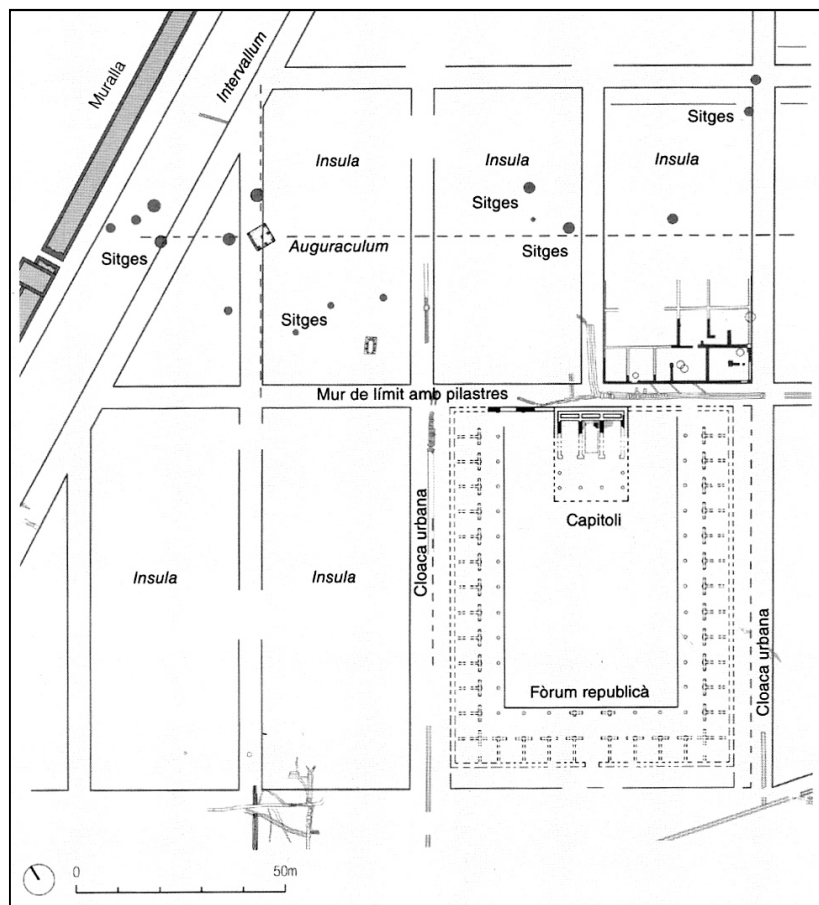 Muralla
Intervallum
Sitges
Insula
Insula
Insula
Sitges
Sitges
Auguraculum
Sitges
Sitges
Sitges
Mur de límit amb pilastres
Capitoli
Cloaca urbana
Insula
Insula
Cloaca urbana
Fòrum republicà
0
50m